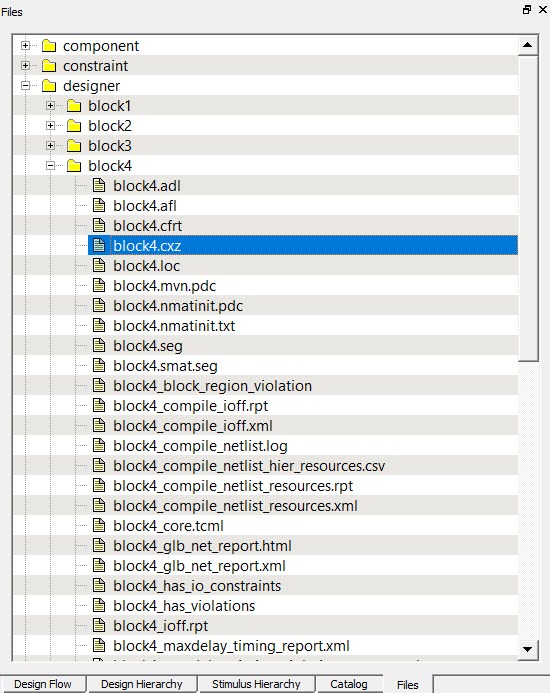 Files
component
constraint
designer
block1
block2
block3
block4
block4.adl
block4.afl
block4.cfrt
block4.cxz
block4.loc
block4.mvn.pdc
block4.nmatinit.pdc
block4.nmatinit.txt
block4.seg
block4.smat.seg
block4_block_region_violation
block4_compile_ioff.rpt
block4_compile_ioff.xml
block4_compile_netlist.log
block4_compile_netlist_hier_resources.csv
block4_compile_netlist_resources.rpt
block4_compile_netlist_resources.xml
block4_core.tcml
block4_glb_net_report.html
block4_glb_net_report.xml
block4_has_io_constraints
block4_has_violations
block4_ioff.rpt
block4_maxdelay_timing_report.xml
Design Flow Design Hierarchy Stimulus Hierarchy Catalog Files